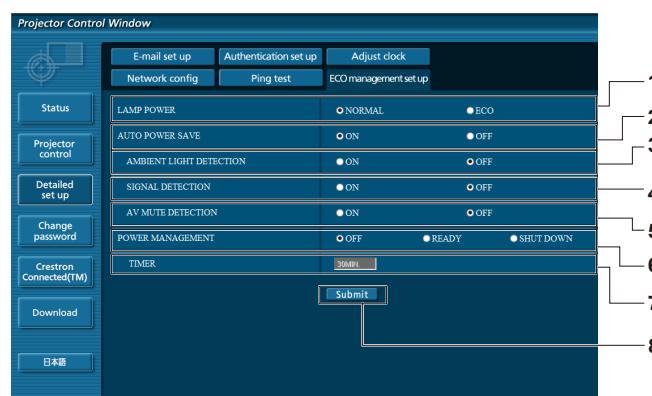 Projector Control Window
E-mail set up Authentication set up Adjust clock
Network config Ping test ECO management set up
Status
Projector control
Detailed set up
Change password
Crestron Connected(TM)
Download
日本語
LAMP POWER NORMAL ECO
AUTO POWER SAVE ON OFF
AMBIENT LIGHT DETECTION ON OFF
SIGNAL DETECTION ON OFF
AV MUTE DETECTION ON OFF
POWER MANAGEMENT OFF READY SHUT DOWN
TIMER 30MIN.
Submit
1
2
3
4
5
6
7
8